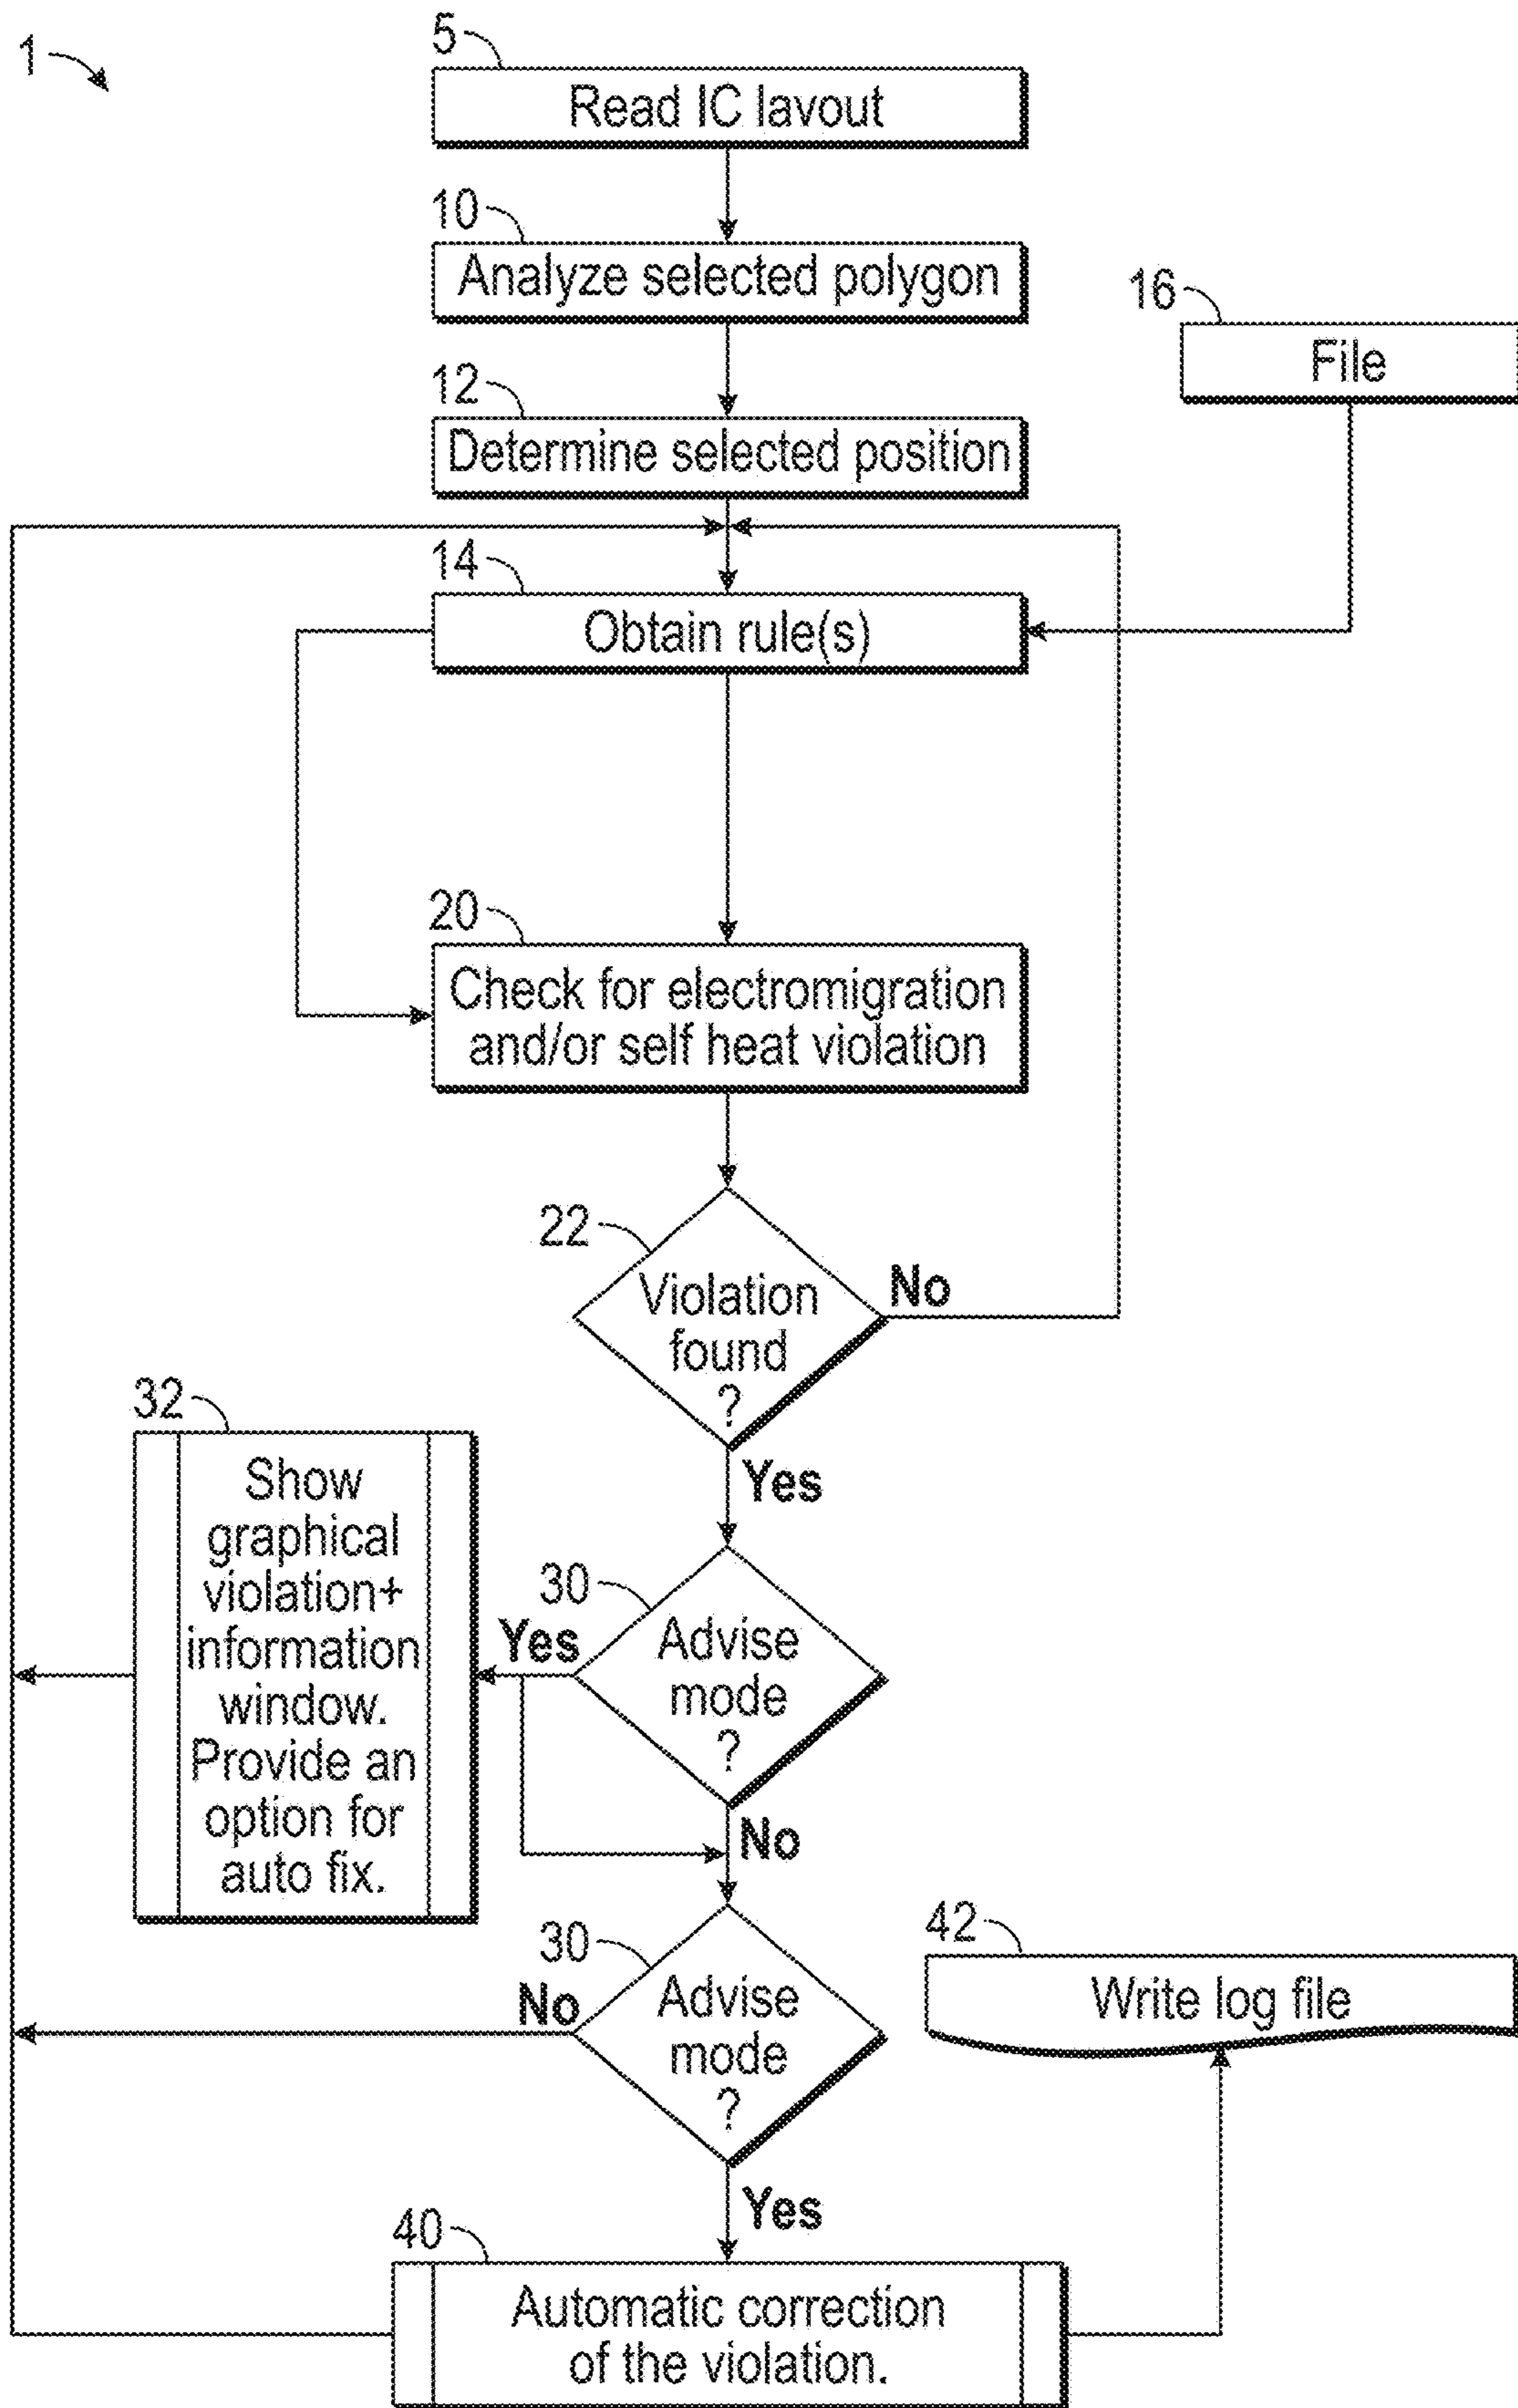 1
5
Read IC lavout
10
Analyze selected polygon
16
File
12
Determine selected position
14
Obtain rule(s)
20
Check for electromigration
and/or self heat violation
22
Violation
found
?
No
Yes
32
Show
graphical
violation+
information
window.
Provide an
option for
auto fix.
30
Advise
mode
?
Yes
No
30
Advise
mode
?
No
Yes
42
Write log file
40
Automatic correction
of the violation.